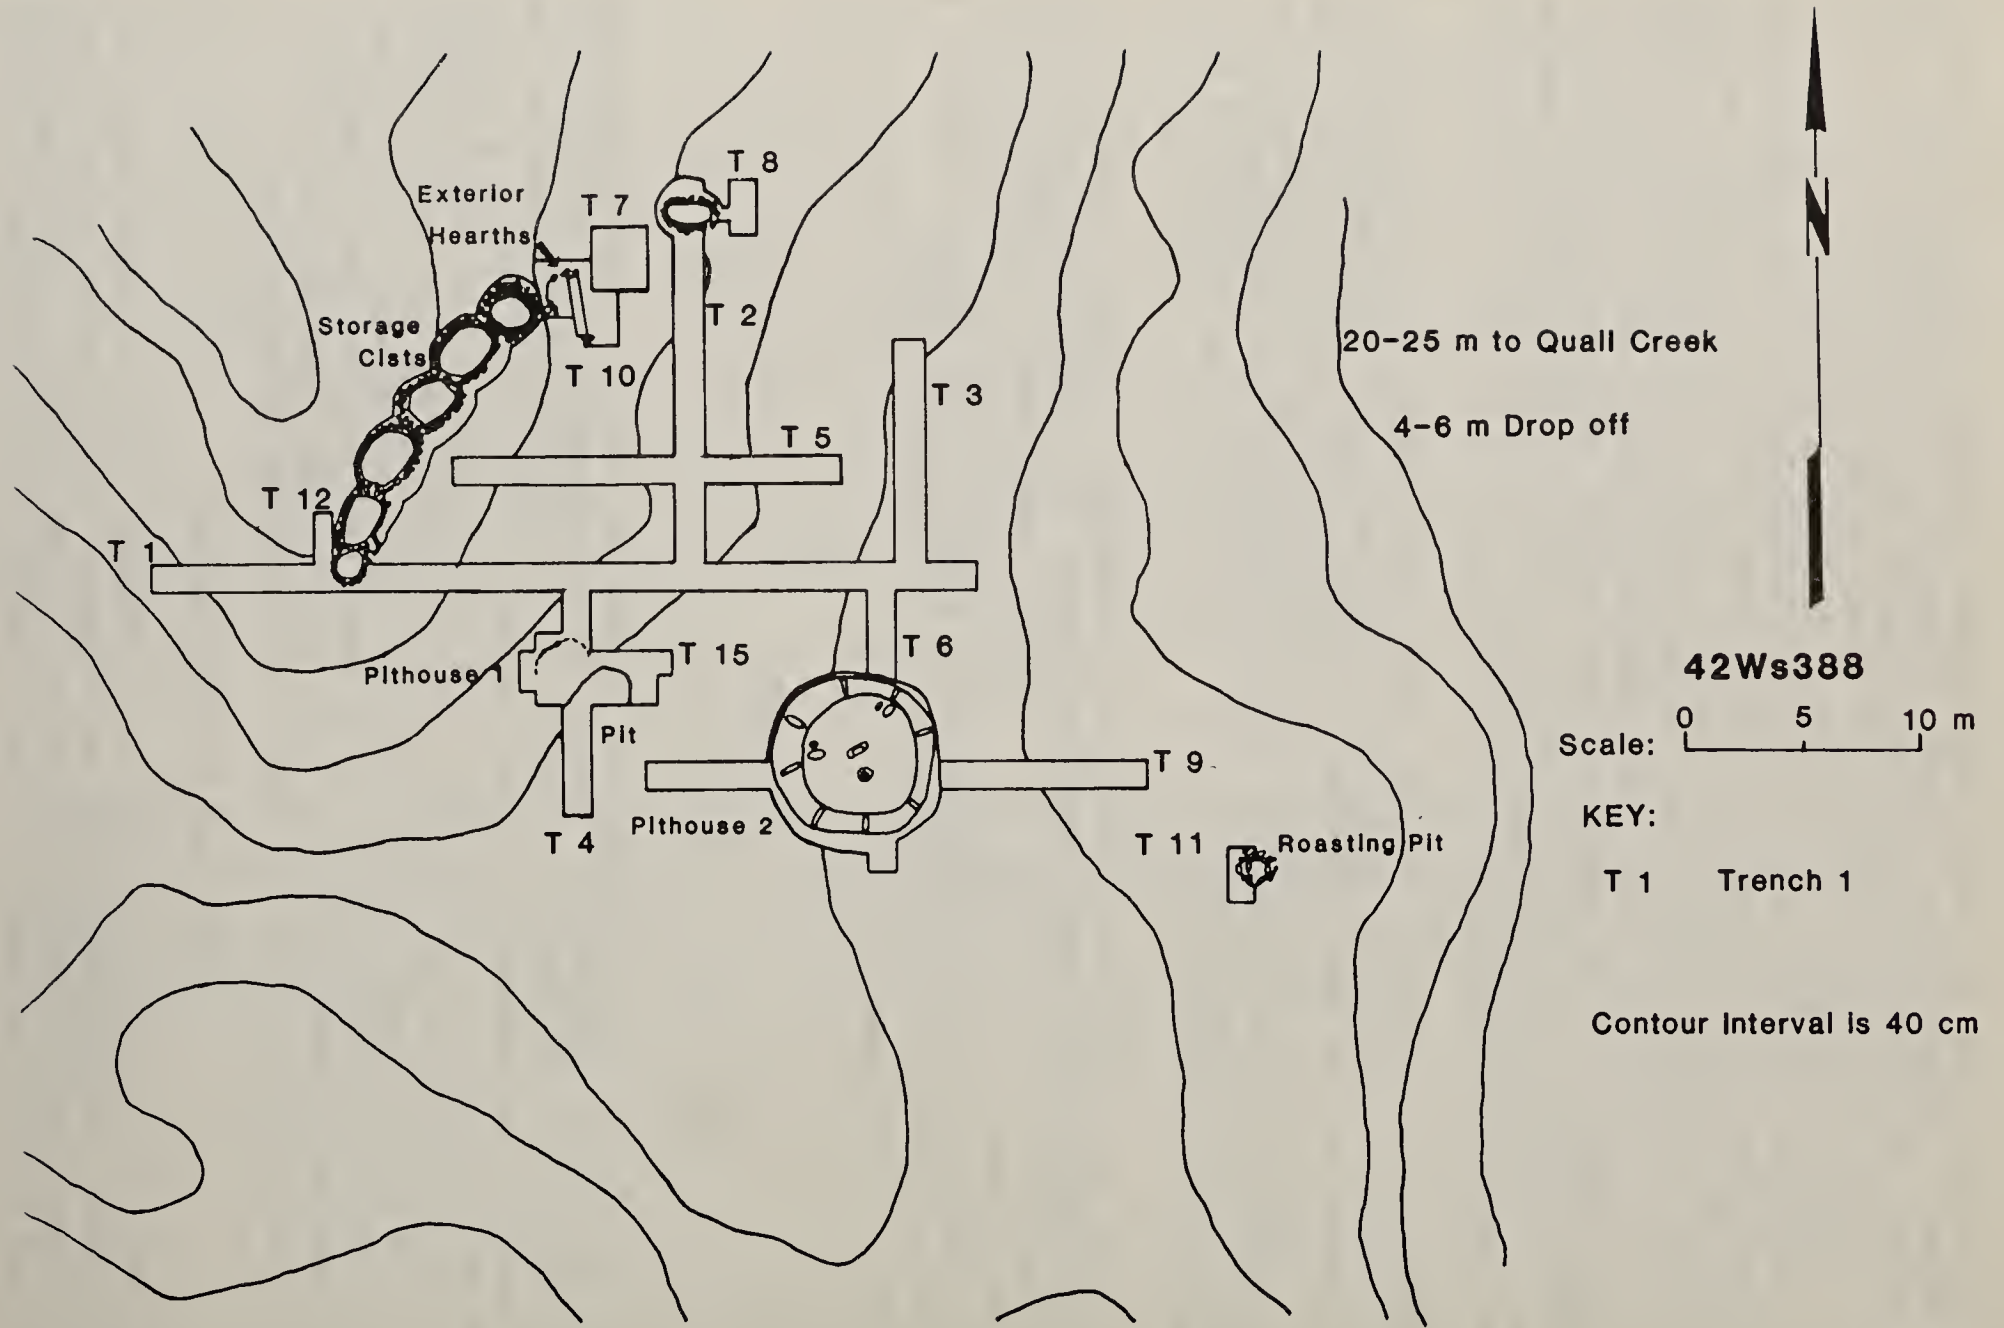 T 8
Exterior
T 7
Hearths
N
T 2
Storage
Cists
20-25 m to Quail Creek
T 10
T 3
4-6 m Drop off
T 5
T 12
T 1
T 6
T 15
Pithouse 1
42Ws388
0 5 10 m
Pit
Scale:
T 9
KEY:
Pithouse 2
T 4
T 11
Roasting Pit
T 1 Trench 1
Contour Interval is 40 cm